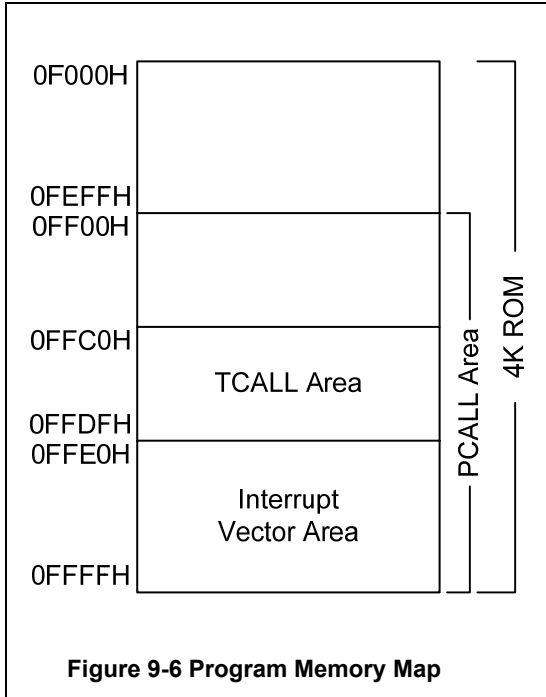 0F000H
0FEFFH
0FF00H
0FFC0H
TCALL Area
0FFDFH
0FFE0H
Interrupt
Vector Area
0FFFFH
PCALL Area
4K ROM
Figure 9-6 Program Memory Map